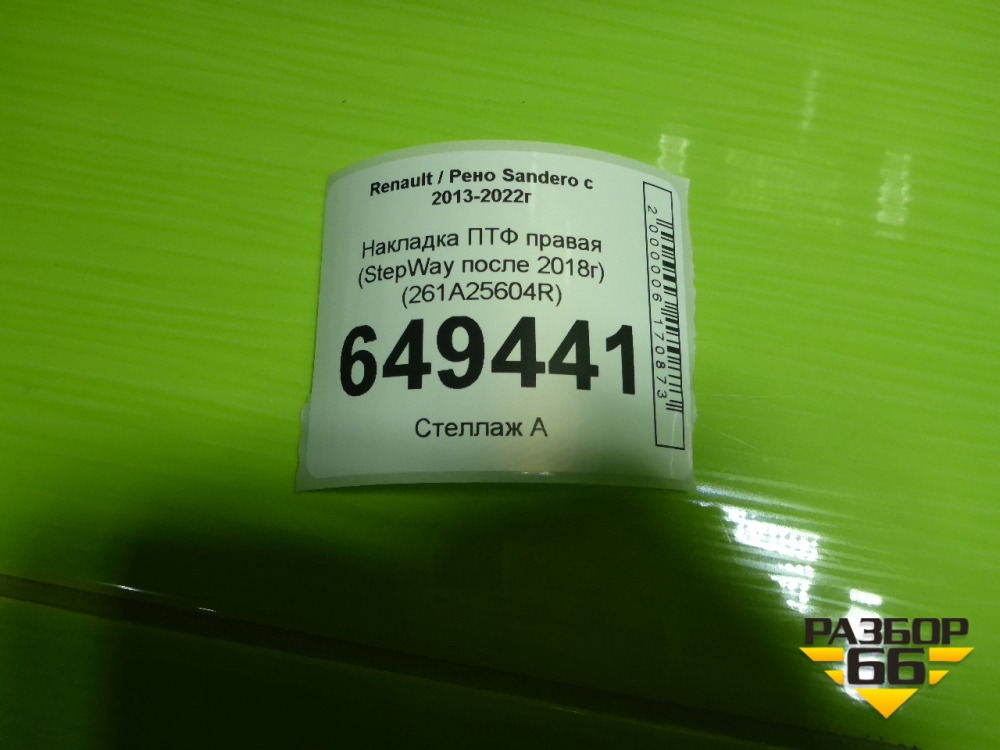 Renault / Рено Sandero с
2013-2022г
Накладка ПТФ правая
(StepWay после 2018г)
(261A25604R)
649441
Стеллаж А
2000006170873
РАЗБОР
66